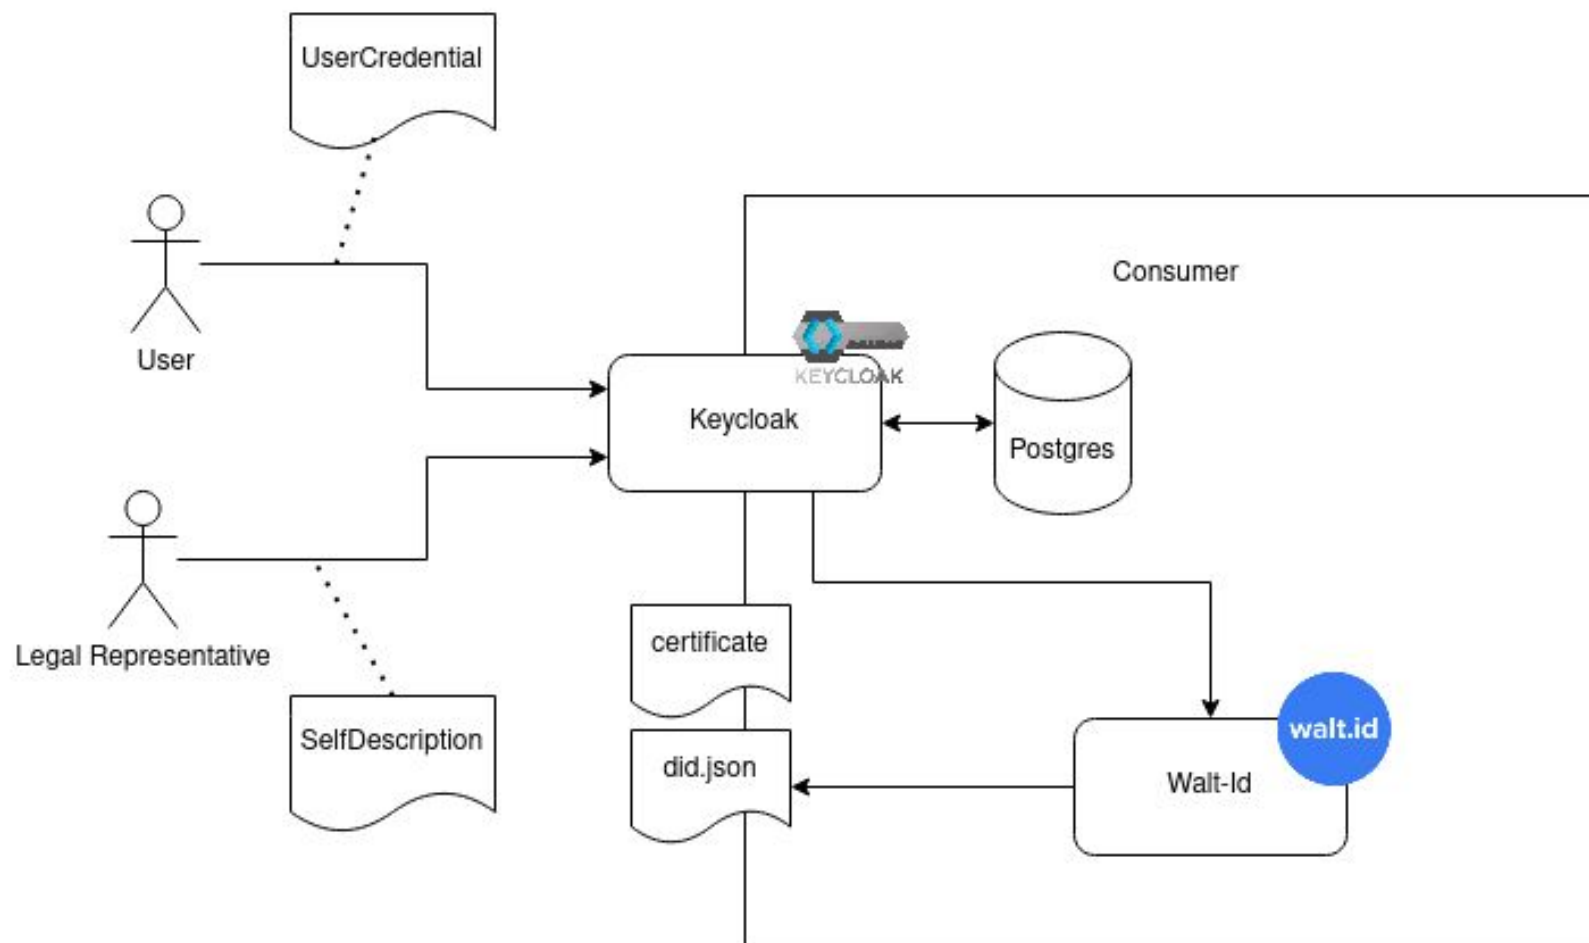 UserCredential
Consumer
User
KEYCLOAK
Keycloak
Postgres
certificate
Legal Representative
walt.id
SelfDescription
did.json
Walt-Id